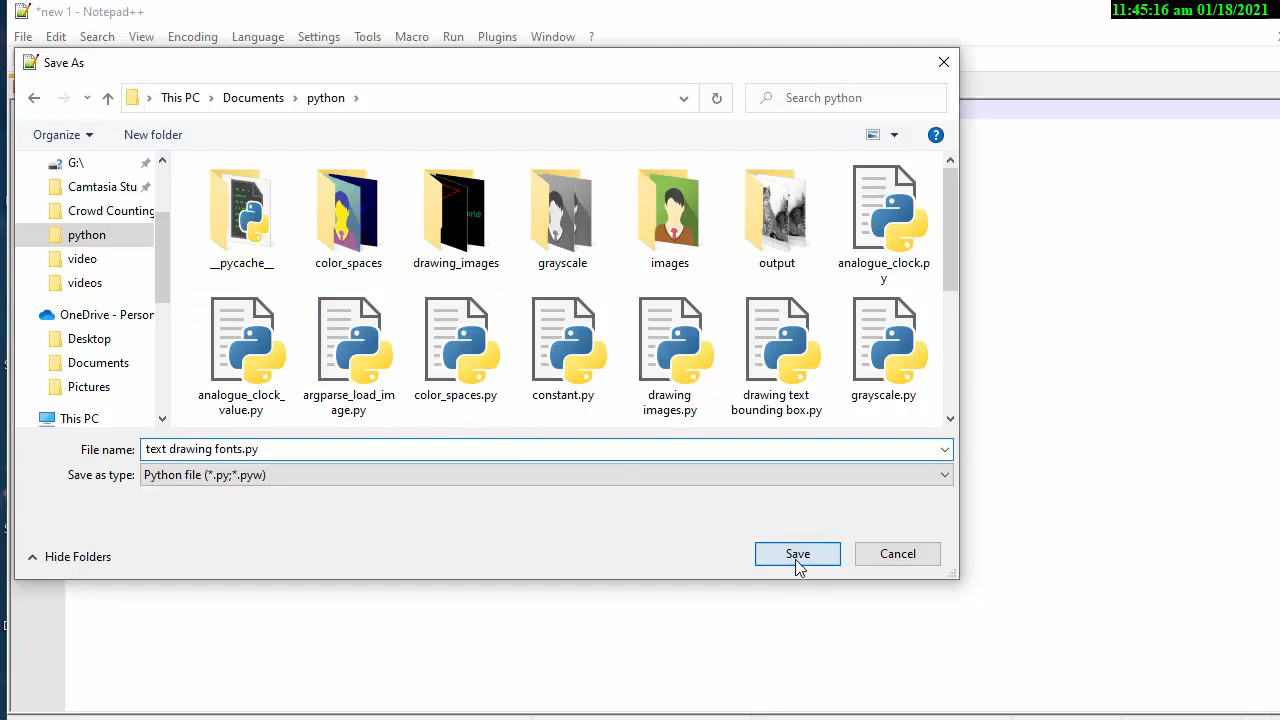 *new 1 - Notepad++
11:45:16 am 01/18/2021
File Edit Search View Encoding Language Settings Tools Macro Run Plugins Window ?
Save As
This PC > Documents > python >
Search python
Organize
New folder
G:\
Camtasia Stu
Crowd Counting
python
video
videos
OneDrive - Person
Desktop
Documents
Pictures
This PC
__pycache__
color_spaces
drawing_images
grayscale
images
output
analogue_clock.p
y
analogue_clock_
value.py
argparse_load_im
age.py
color_spaces.py
constant.py
drawing
images.py
drawing text
bounding box.py
grayscale.py
File name: text drawing fonts.py
Save as type: Python file (*.py;*.pyw)
Hide Folders
Save
Cancel